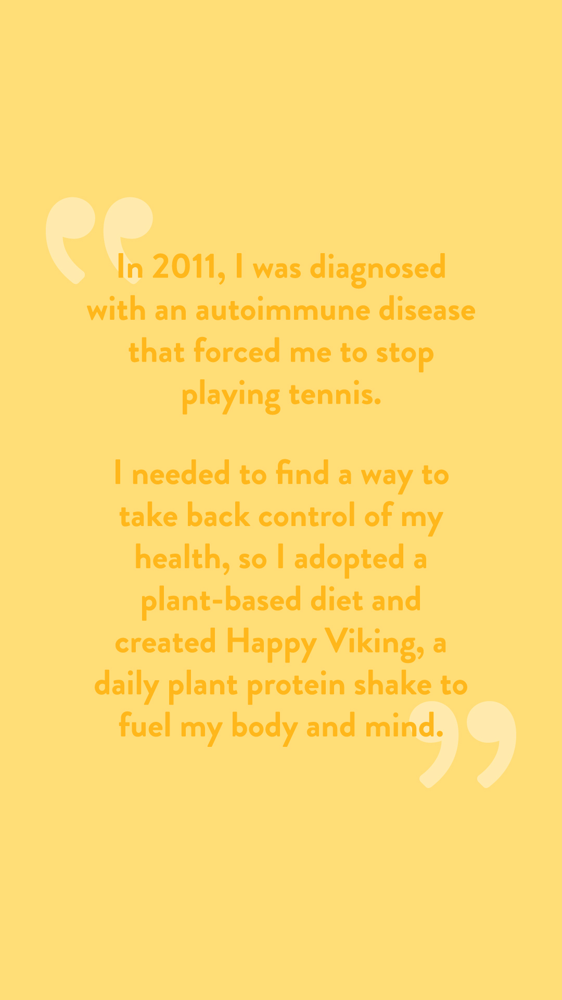 In 2011, I was diagnosed
with an autoimmune disease
that forced me to stop
playing tennis.
I needed to find a way to
take back control of my
health, so I adopted a
plant-based diet and
created Happy Viking, a
daily plant protein shake to
fuel my body and mind.